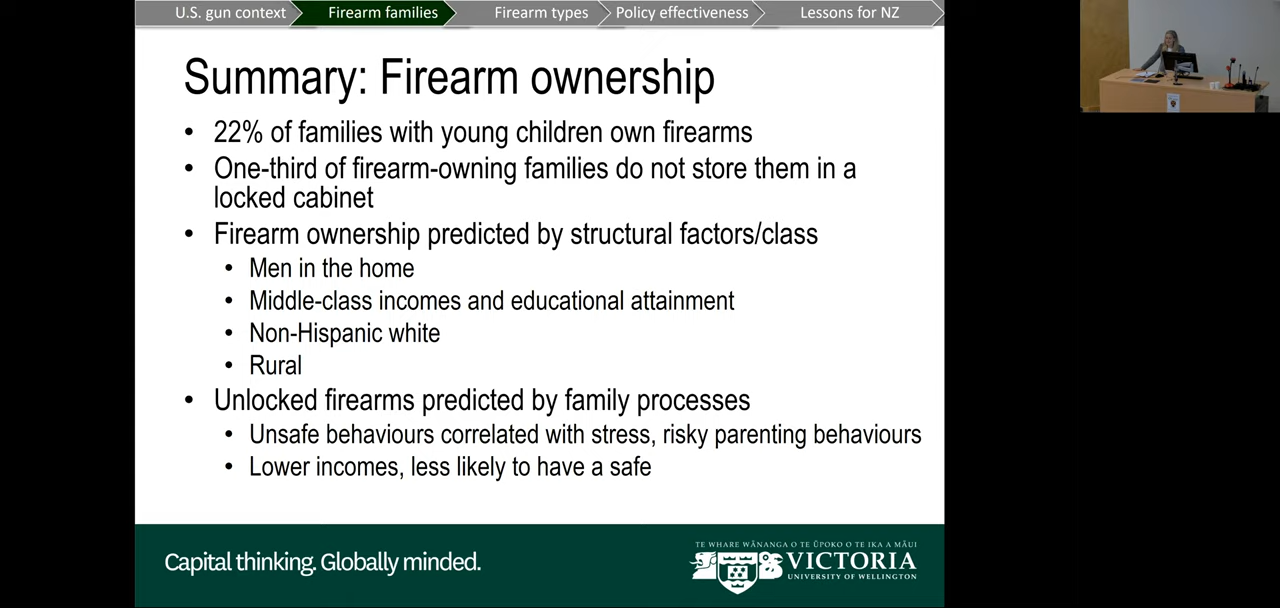 U.S. gun context
Firearm families
Firearm types
Policy effectiveness
Lessons for NZ
Summary: Firearm ownership
• 22% of families with young children own firearms
• One-third of firearm-owning families do not store them in a
locked cabinet
• Firearm ownership predicted by structural factors/class
• Men in the home
• Middle-class incomes and educational attainment
• Non-Hispanic white
• Rural
• Unlocked firearms predicted by family processes
• Unsafe behaviours correlated with stress, risky parenting behaviours
• Lower incomes, less likely to have a safe
Capital thinking. Globally minded.
TE WHARE WĀNANGA O TE ŪPOKO O TE IKA A MĀUI
VICTORIA
UNIVERSITY OF WELLINGTON